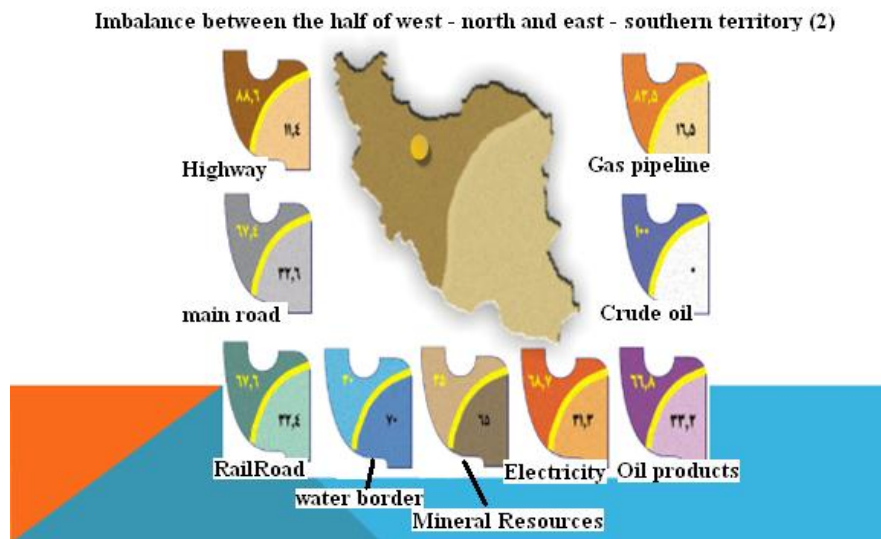 Imbalance between the half of west - north and east - southern territory (2)
۸۸,۶
۱۱,۴
Highway
۸۳,۵
۱۶,۵
Gas pipeline
۶۷,۴
۳۲,۶
main road
۱۰۰
۰
Crude oil
۶۷,۶
۳۲,۴
RailRoad
۳۰
۷۰
water border
۳۵
۶۵
Mineral Resources
۶۸,۷
۳۱,۳
Electricity
۶۶,۸
۳۳,۲
Oil products